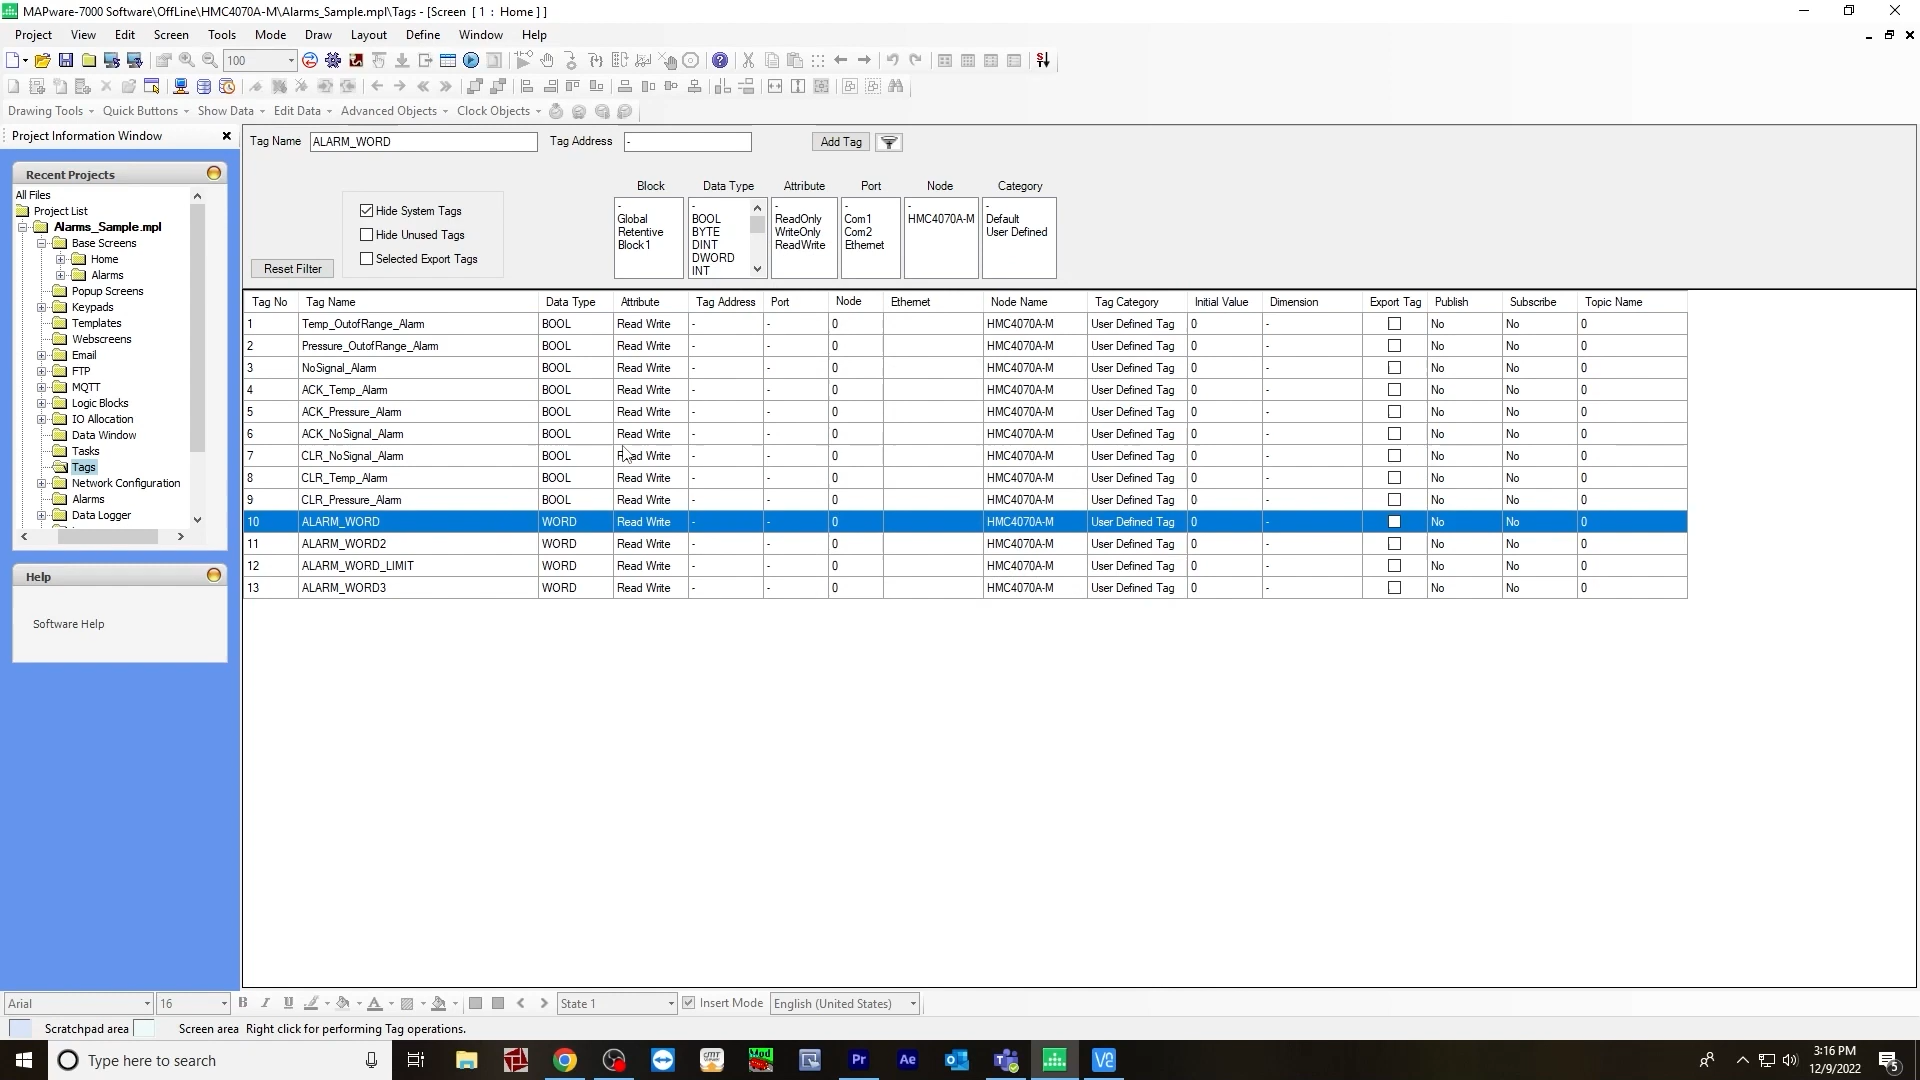 MAPware-7000 Software\OffLine\HMC4070A-M\Alarms_Sample.mpl\Tags - [Screen [ 1 : Home ] ]
Project View Edit Screen Tools Mode Draw Layout Define Window Help
100
Drawing Tools Quick Buttons Show Data Edit Data Advanced Objects Clock Objects
Project Information Window
Recent Projects
All Files
Project List
Alarms_Sample.mpl
Base Screens
Home
Alarms
Popup Screens
Keypads
Templates
Webscreens
Email
FTP
MQTT
Logic Blocks
IO Allocation
Data Window
Tasks
Tags
Network Configuration
Alarms
Data Logger
Help
Software Help
Tag Name ALARM_WORD Tag Address - Add Tag
Hide System Tags
Hide Unused Tags
Selected Export Tags
Reset Filter
Block Data Type Attribute Port Node Category
- - - - - -
Global BOOL ReadOnly Com1 HMC4070A-M Default
Retentive BYTE WriteOnly Com2 User Defined
Block1 DINT ReadWrite Ethernet
DWORD
INT
Tag No Tag Name Data Type Attribute Tag Address Port Node Ethernet Node Name Tag Category Initial Value Dimension Export Tag Publish Subscribe Topic Name
1 Temp_OutofRange_Alarm BOOL Read Write - - 0 HMC4070A-M User Defined Tag 0 - No No 0
2 Pressure_OutofRange_Alarm BOOL Read Write - - 0 HMC4070A-M User Defined Tag 0 - No No 0
3 NoSignal_Alarm BOOL Read Write - - 0 HMC4070A-M User Defined Tag 0 - No No 0
4 ACK_Temp_Alarm BOOL Read Write - - 0 HMC4070A-M User Defined Tag 0 - No No 0
5 ACK_Pressure_Alarm BOOL Read Write - - 0 HMC4070A-M User Defined Tag 0 - No No 0
6 ACK_NoSignal_Alarm BOOL Read Write - - 0 HMC4070A-M User Defined Tag 0 - No No 0
7 CLR_NoSignal_Alarm BOOL Read Write - - 0 HMC4070A-M User Defined Tag 0 - No No 0
8 CLR_Temp_Alarm BOOL Read Write - - 0 HMC4070A-M User Defined Tag 0 - No No 0
9 CLR_Pressure_Alarm BOOL Read Write - - 0 HMC4070A-M User Defined Tag 0 - No No 0
10 ALARM_WORD WORD Read Write - - 0 HMC4070A-M User Defined Tag 0 - No No 0
11 ALARM_WORD2 WORD Read Write - - 0 HMC4070A-M User Defined Tag 0 - No No 0
12 ALARM_WORD_LIMIT WORD Read Write - - 0 HMC4070A-M User Defined Tag 0 - No No 0
13 ALARM_WORD3 WORD Read Write - - 0 HMC4070A-M User Defined Tag 0 - No No 0
Arial 16 B I U A State 1 Insert Mode English (United States)
Scratchpad area Screen area Right click for performing Tag operations.
Type here to search
Pr Ae
3:16 PM
12/9/2022
5